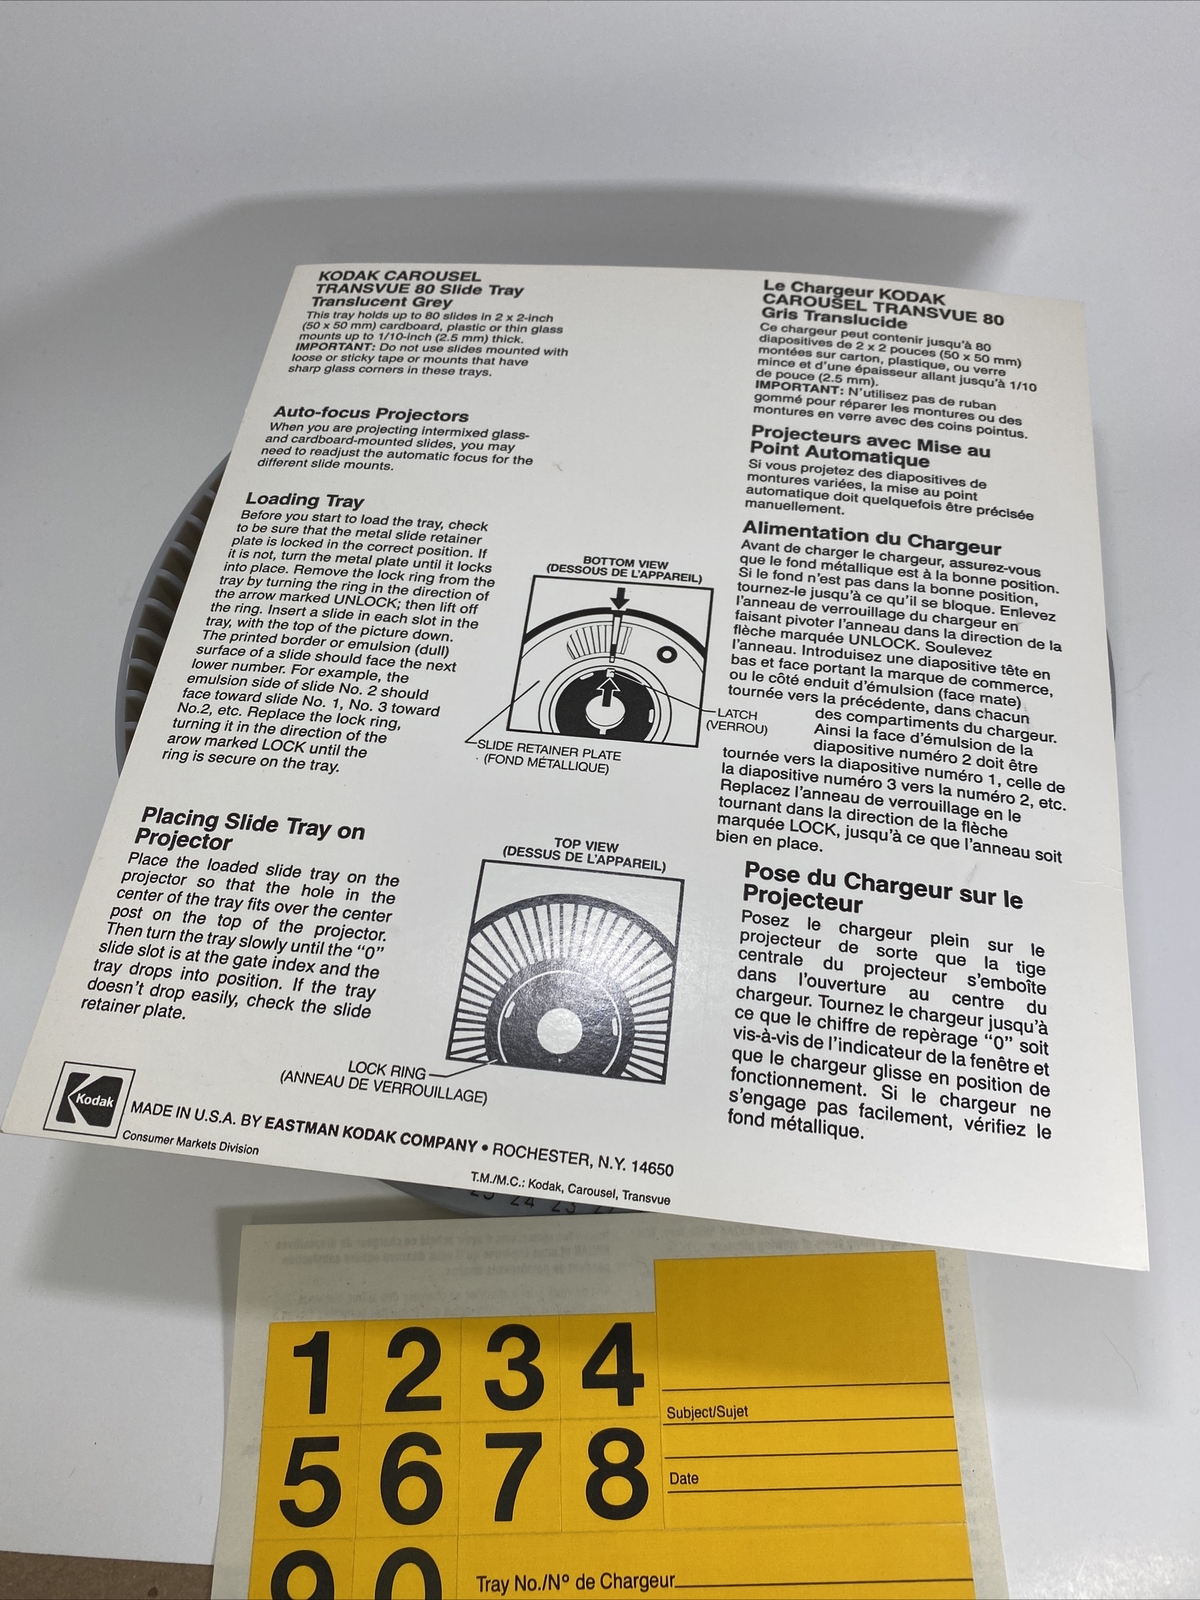 KODAK CAROUSEL
TRANSVUE 80 Slide Tray
Translucent Grey
This tray holds up to 80 slides in 2 x 2-inch
(50 x 50 mm) cardboard, plastic or thin glass
mounts up to 1/10-inch (2.5 mm) thick.
IMPORTANT: Do not use slides mounted with
loose or sticky tape or mounts that have
sharp glass corners in these trays.
Auto-focus Projectors
When you are projecting intermixed glass-
and cardboard-mounted slides, you may
need to readjust the automatic focus for the
different slide mounts.
Loading Tray
Before you start to load the tray, check
to be sure that the metal slide retainer
plate is locked in the correct position. If
it is not, turn the metal plate until it locks
into place. Remove the lock ring from the
tray by turning the ring in the direction of
the arrow marked UNLOCK; then lift off
the ring. Insert a slide in each slot in the
tray, with the top of the picture down.
The printed border or emulsion (dull)
surface of a slide should face the next
lower number. For example, the
emulsion side of slide No. 2 should
face toward slide No. 1, No. 3 toward
No.2, etc. Replace the lock ring,
turning it in the direction of the
arow marked LOCK until the
ring is secure on the tray.
Placing Slide Tray on
Projector
Place the loaded slide tray on the
projector so that the hole in the
center of the tray fits over the center
post on the top of the projector.
Then turn the tray slowly until the “0”
slide slot is at the gate index and the
tray drops into position. If the tray
doesn't drop easily, check the slide
retainer plate.
BOTTOM VIEW
(DESSOUS DE L'APPAREIL)
LATCH
(VERROU)
SLIDE RETAINER PLATE
(FOND MÉTALLIQUE)
TOP VIEW
(DESSUS DE L'APPAREIL)
LOCK RING
(ANNEAU DE VERROUILLAGE)
Le Chargeur KODAK
CAROUSEL TRANSVUE 80
Gris Translucide
Ce chargeur peut contenir jusqu'à 80
diapositives de 2 x 2 pouces (50 x 50 mm)
montées sur carton, plastique, ou verre
mince et d'une épaisseur allant jusqu'à 1/10
de pouce (2.5 mm).
IMPORTANT: N'utilisez pas de ruban
gommé pour réparer les montures ou des
montures en verre avec des coins pointus.
Projecteurs avec Mise au
Point Automatique
Si vous projetez des diapositives de
montures variées, la mise au point
automatique doit quelquefois être précisée
manuellement.
Alimentation du Chargeur
Avant de charger le chargeur, assurez-vous
que le fond métallique est à la bonne position.
Si le fond n'est pas dans la bonne position,
tournez-le jusqu'à ce qu'il se bloque. Enlevez
l'anneau de verrouillage du chargeur en
faisant pivoter l'anneau dans la direction de la
flèche marquée UNLOCK. Soulevez
l'anneau. Introduisez une diapositive tête en
bas et face portant la marque de commerce,
ou le côté enduit d'émulsion (face mate)
tournée vers la précédente, dans chacun
des compartiments du chargeur.
Ainsi la face d'émulsion de la
diapositive numéro 2 doit être
tournée vers la diapositive numéro 1, celle de
la diapositive numéro 3 vers la numéro 2, etc.
Replacez l'anneau de verrouillage en le
tournant dans la direction de la flèche
marquée LOCK, jusqu'à ce que l'anneau soit
bien en place.
Pose du Chargeur sur le
Projecteur
Posez le chargeur plein sur le
projecteur de sorte que la tige
centrale du projecteur s'emboîte
dans l'ouverture au centre du
chargeur. Tournez le chargeur jusqu'à
ce que le chiffre de repèrage “0” soit
vis-à-vis de l'indicateur de la fenêtre et
que le chargeur glisse en position de
fonctionnement. Si le chargeur ne
s'engage pas facilement, vérifiez le
fond métallique.
Kodak
MADE IN U.S.A. BY EASTMAN KODAK COMPANY • ROCHESTER, N.Y. 14650
Consumer Markets Division
T.M./M.C.: Kodak, Carousel, Transvue
24 23
1 2 3 4
5 6 7 8
9 0
Subject/Sujet
Date
Tray No./N° de Chargeur